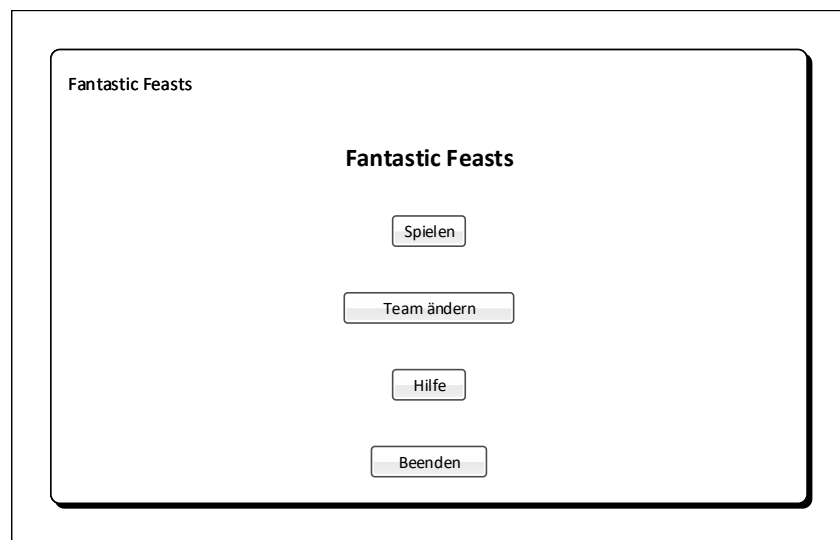 Fantastic Feasts
Fantastic Feasts
Spielen
Team ändern
Hilfe
Beenden